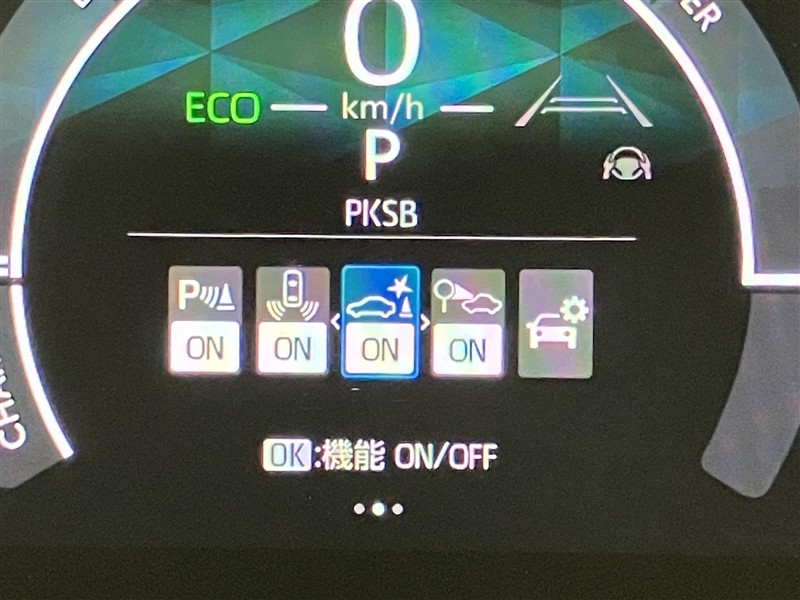 0
ECO
km/h
P
PKSB
P
ON ON ON ON
OK:機能 ON/OFF